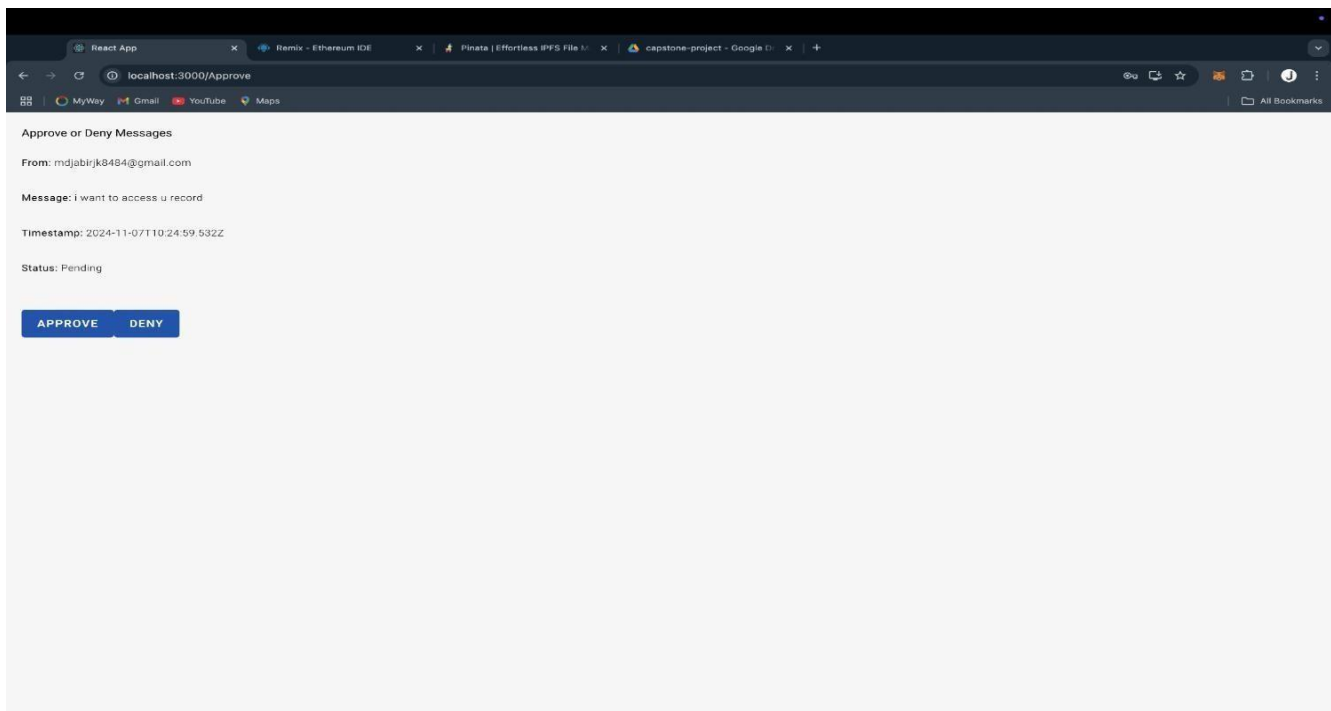 React App
Remix - Ethereum IDE
Pinata | Effortless IPFS File M
capstone-project - Google D
localhost:3000/Approve
MyWay Gmail YouTube Maps
All Bookmarks
J
Approve or Deny Messages
From: mdjabirjk8484@gmail.com
Message: i want to access u record
Timestamp: 2024-11-07T10:24:59.532Z
Status: Pending
APPROVE DENY